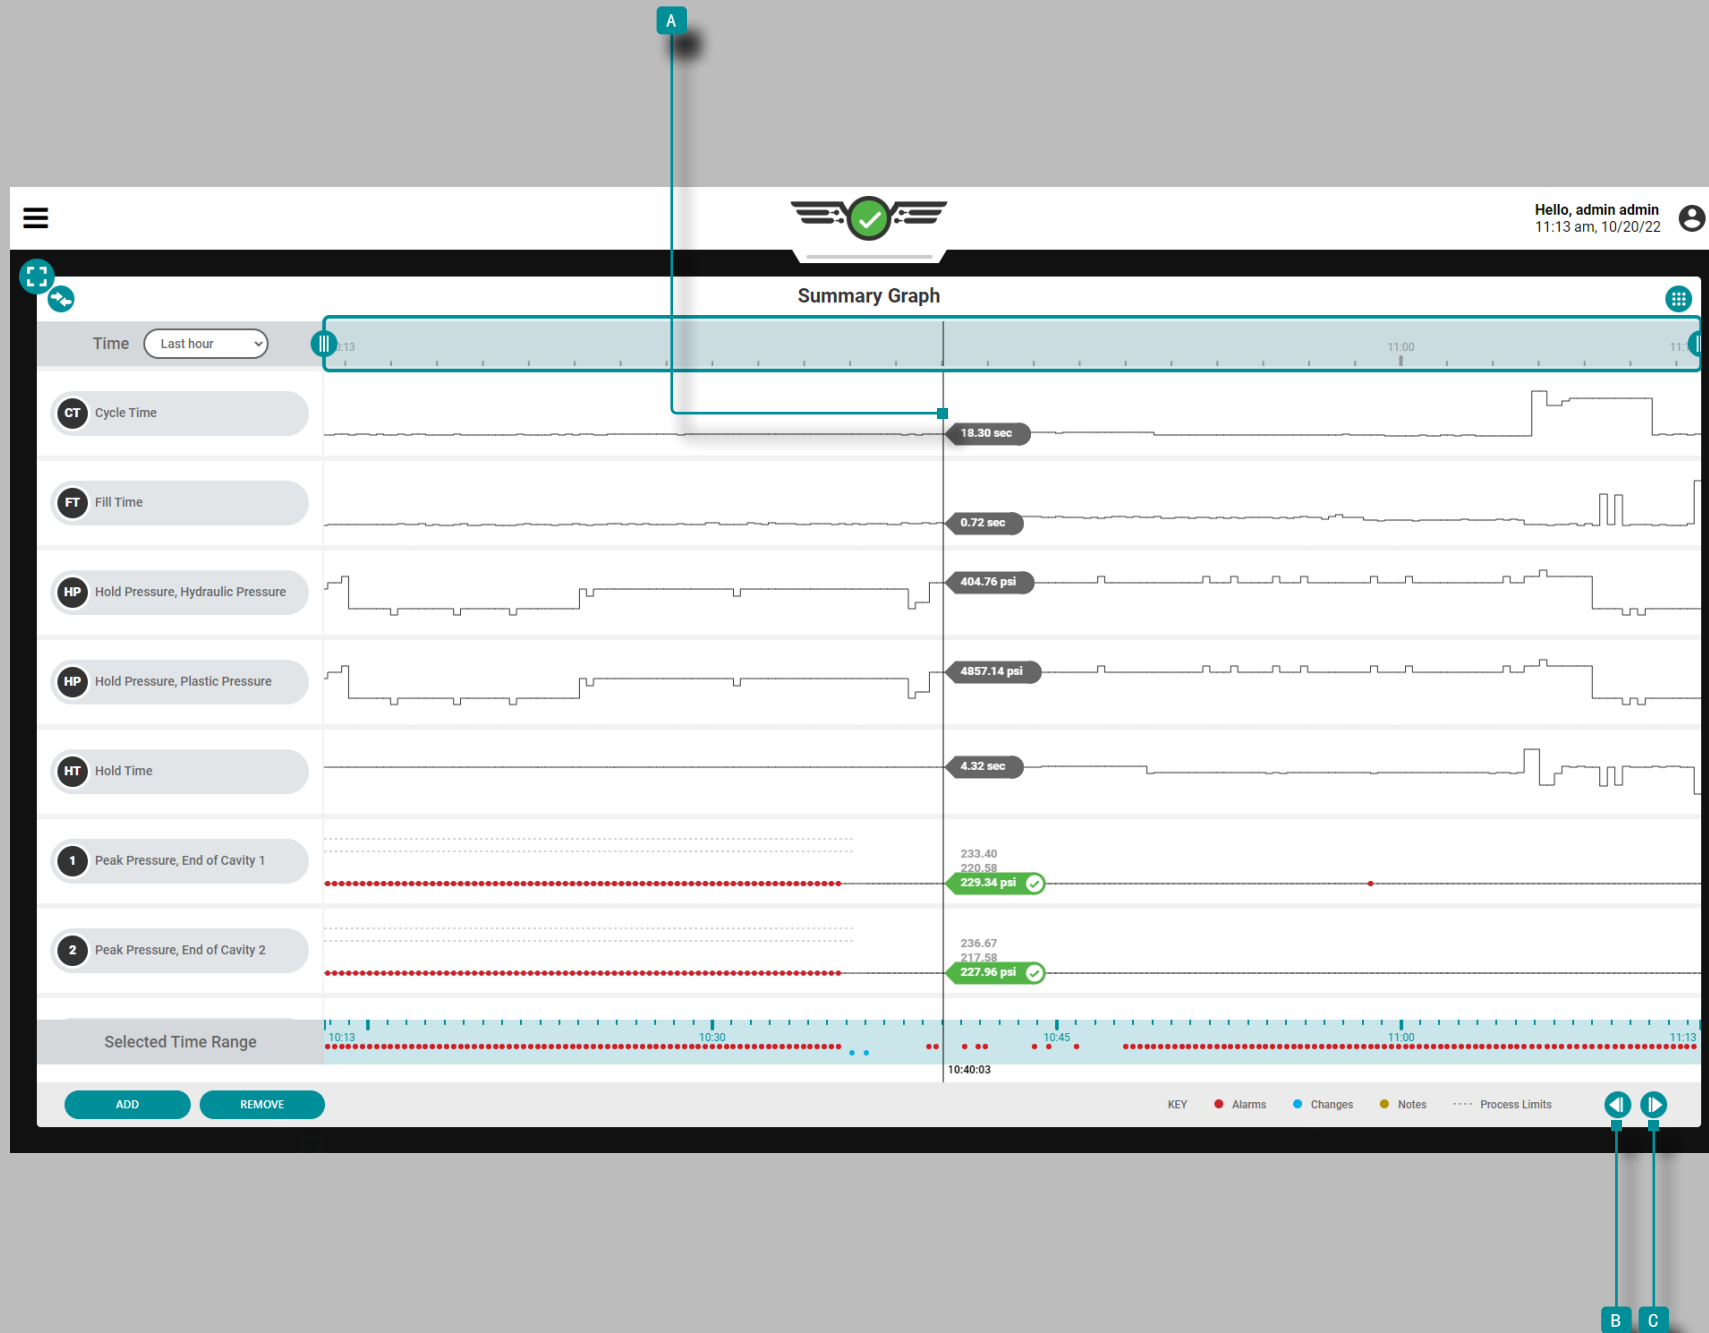 A
Hello, admin admin
11:13 am, 10/20/22
Summary Graph
Time
Last hour
:13
11:00
11:
CT Cycle Time
18.30 sec
FT Fill Time
0.72 sec
HP Hold Pressure, Hydraulic Pressure
404.76 psi
HP Hold Pressure, Plastic Pressure
4857.14 psi
HT Hold Time
4.32 sec
1 Peak Pressure, End of Cavity 1
233.40
220.58
229.34 psi
2 Peak Pressure, End of Cavity 2
236.67
217.58
227.96 psi
Selected Time Range
10:13 10:30 10:45 11:00 11:13
10:40:03
ADD REMOVE
KEY Alarms Changes Notes Process Limits
B C